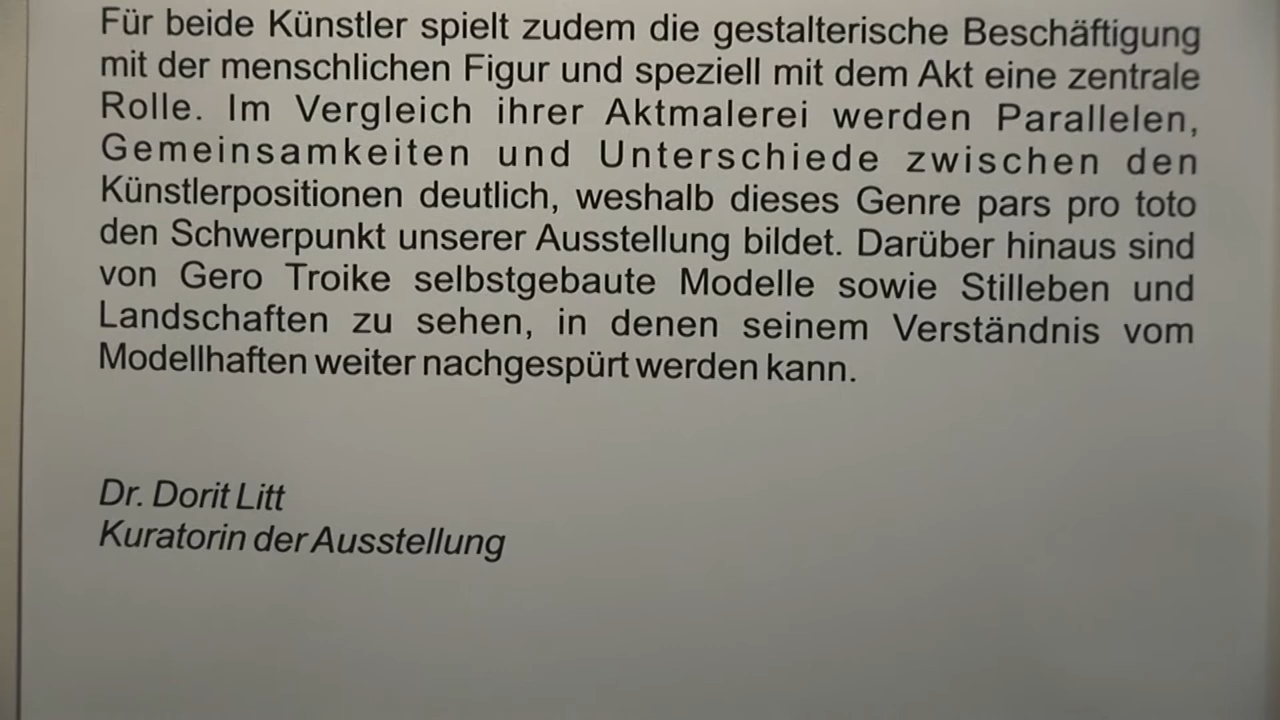 Für beide Künstler spielt zudem die gestalterische Beschäftigung
mit der menschlichen Figur und speziell mit dem Akt eine zentrale
Rolle. Im Vergleich ihrer Aktmalerei werden Parallelen,
Gemeinsamkeiten und Unterschiede zwischen den
Künstlerpositionen deutlich, weshalb dieses Genre pars pro toto
den Schwerpunkt unserer Ausstellung bildet. Darüber hinaus sind
von Gero Troike selbstgebaute Modelle sowie Stilleben und
Landschaften zu sehen, in denen seinem Verständnis vom
Modellhaften weiter nachgespürt werden kann.
Dr. Dorit Litt
Kuratorin der Ausstellung